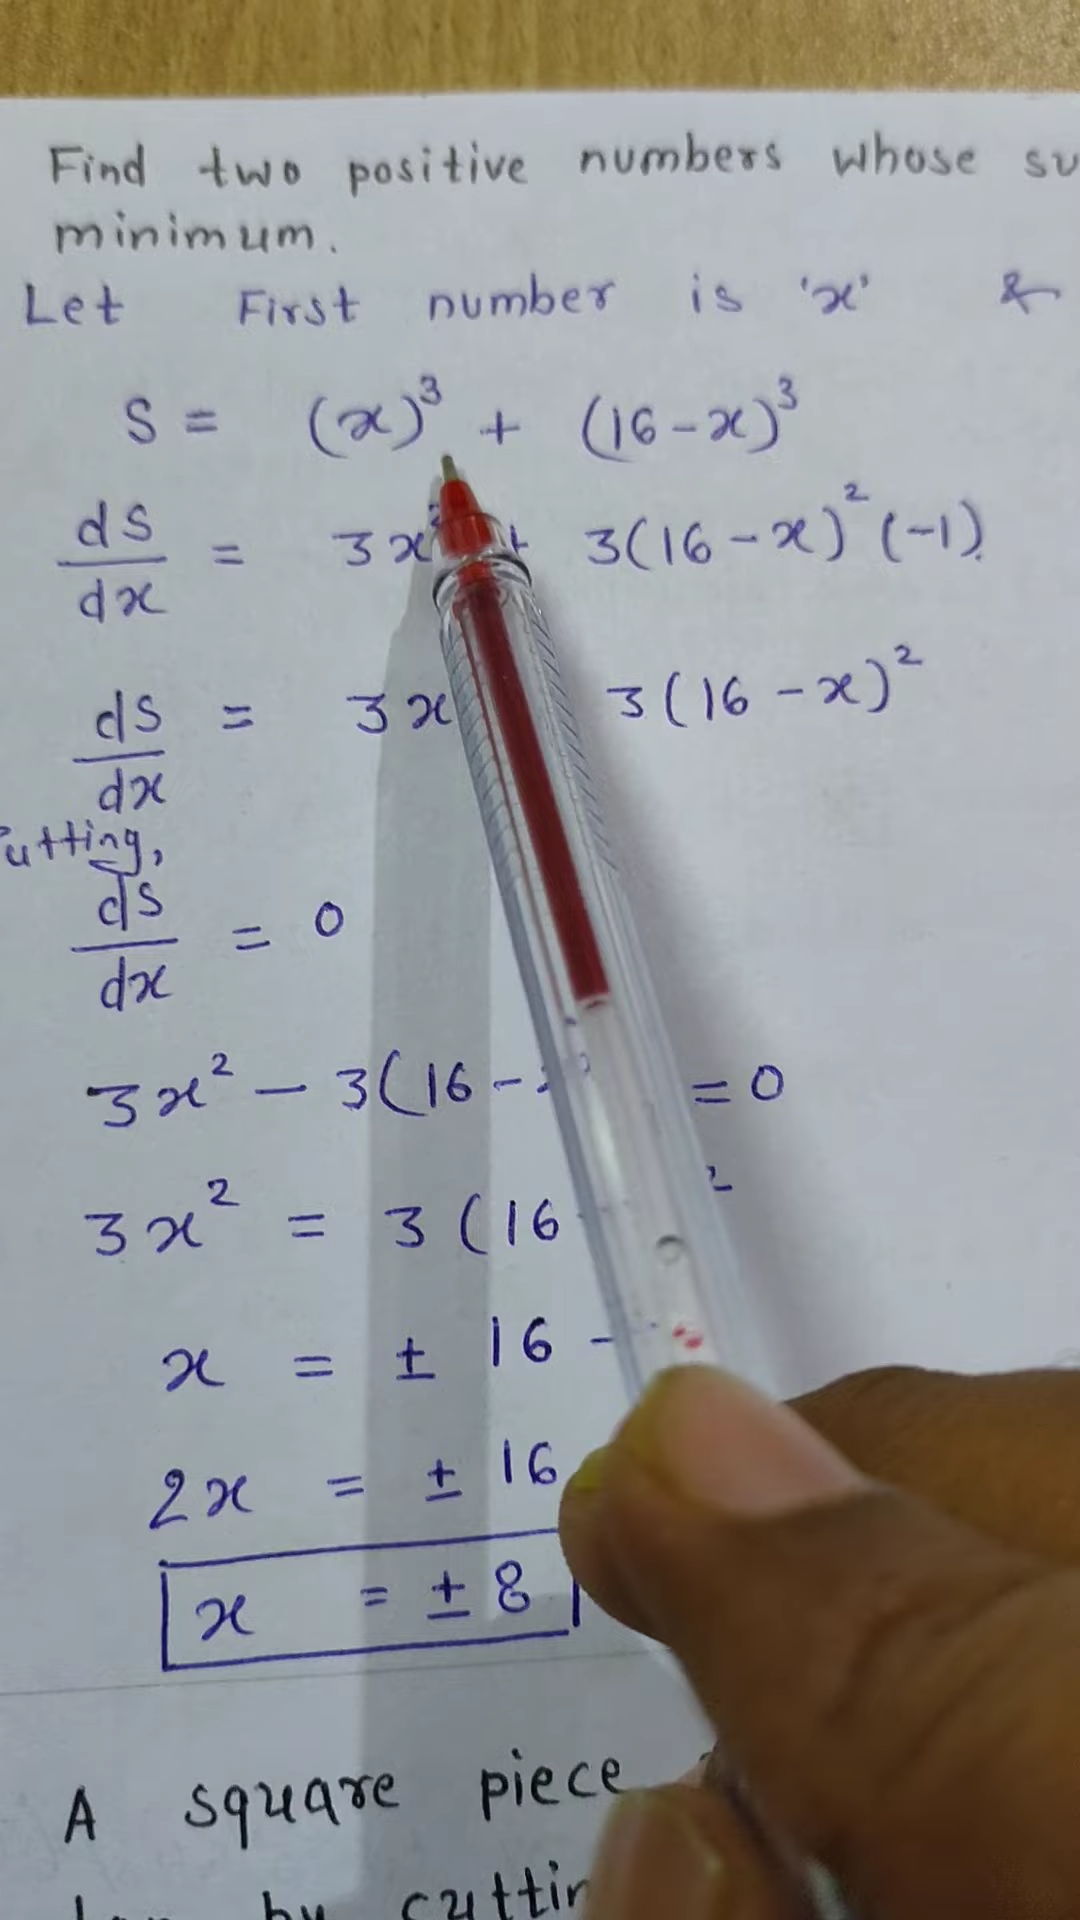 Find two positive numbers whose su
minimum.
Let First number is 'x' &
S = (x)³ + (16-x)³
dS/dx = 3x² + 3(16-x)² (-1)
dS/dx = 3x 3(16-x)²
utting,
dS/dx = 0
3x² - 3(16- = 0
3x² = 3(16 ²
x = ± 16 -
2x = ± 16
x = ± 8
A square piece
by cuttin